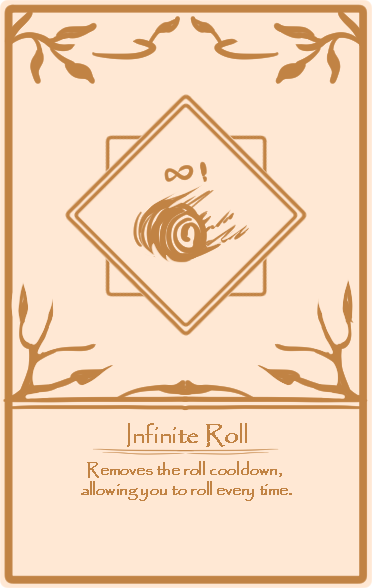 ∞!
Infinite Roll
Removes the roll cooldown,
allowing you to roll every time.